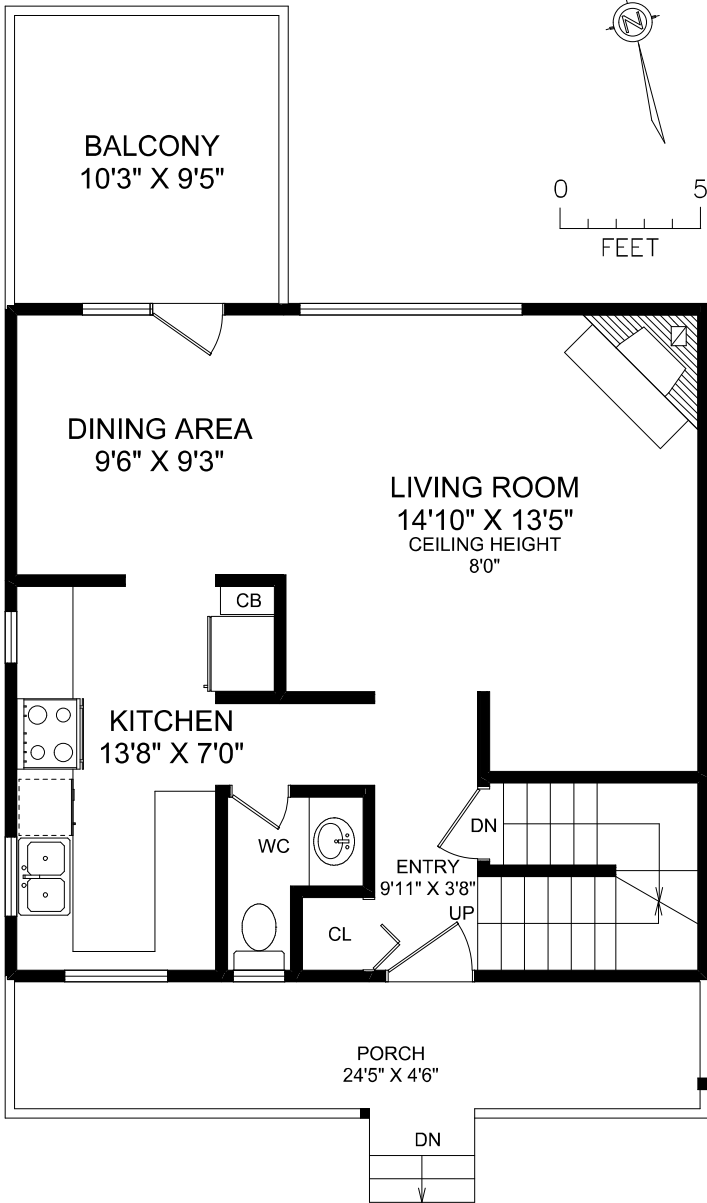 N
BALCONY
10'3" X 9'5"
0 5
FEET
DINING AREA
9'6" X 9'3"
LIVING ROOM
14'10" X 13'5"
CEILING HEIGHT
8'0"
CB
KITCHEN
13'8" X 7'0"
WC
DN
ENTRY
9'11" X 3'8"
UP
CL
PORCH
24'5" X 4'6"
DN